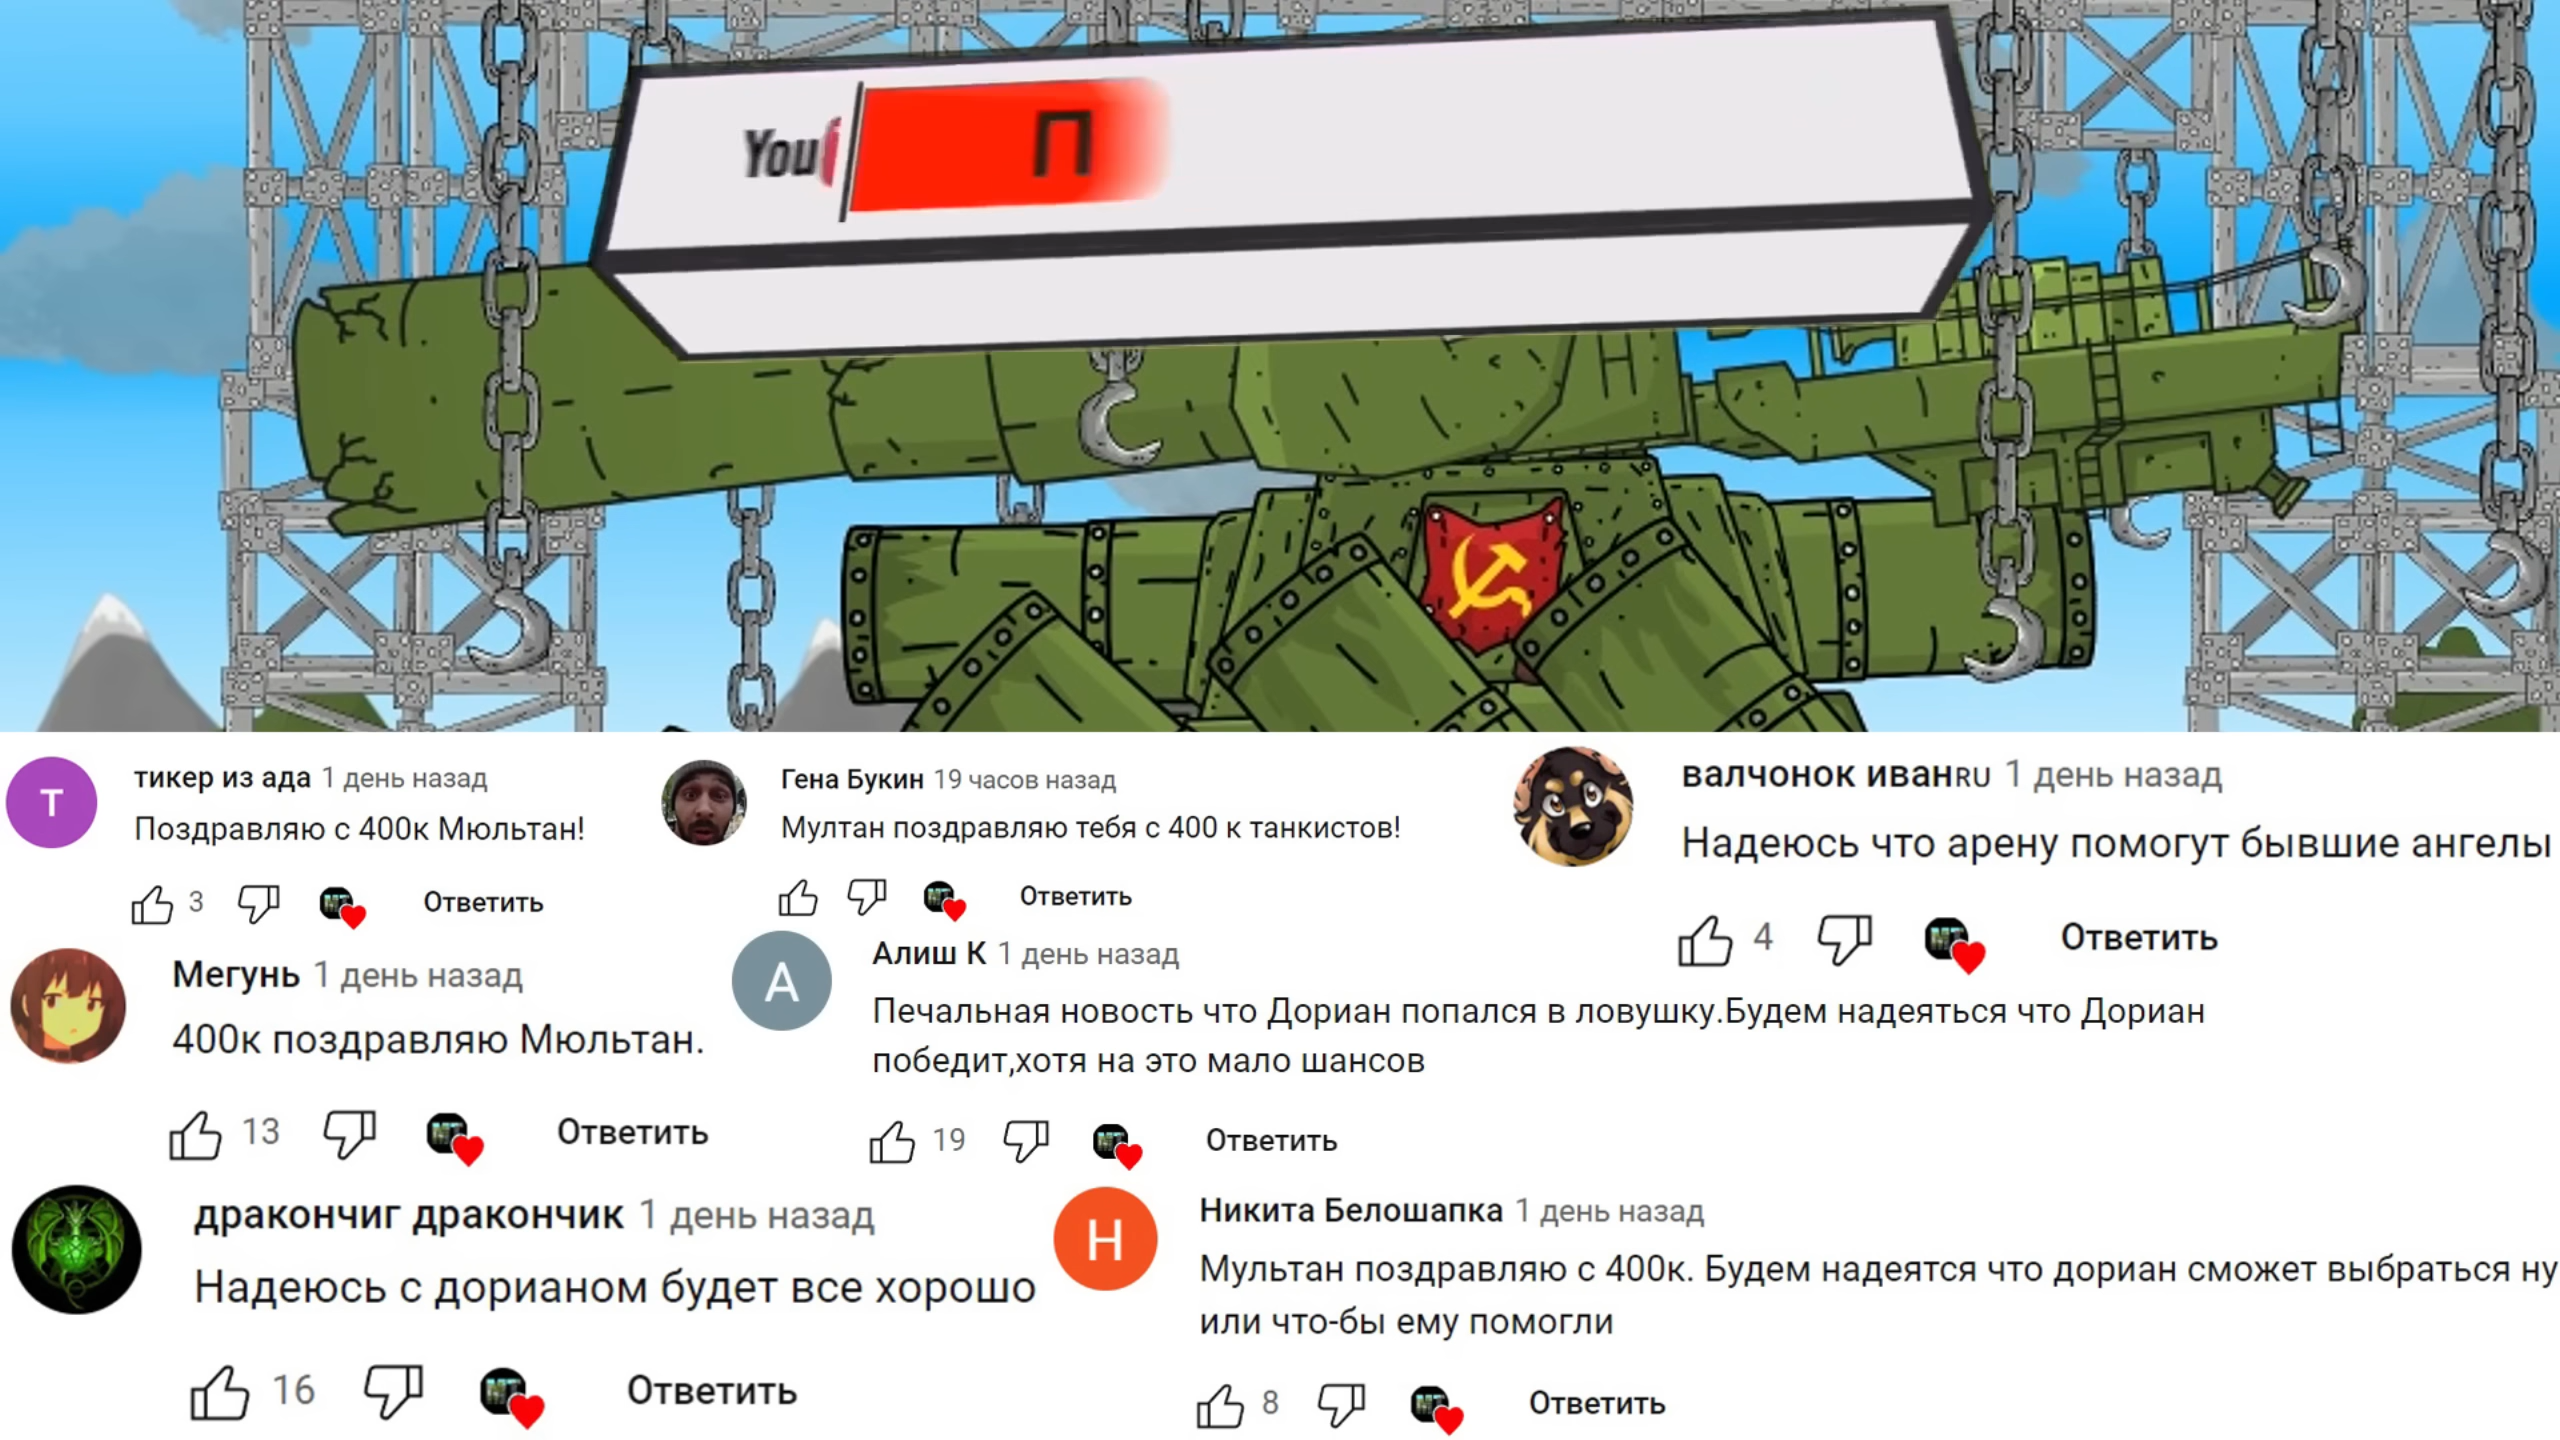 You
П
Т
тикер из ада 1 день назад
Поздравляю с 400к Мюльтан!
3
Ответить
Гена Букин 19 часов назад
Мултан поздравляю тебя с 400 к танкистов!
Ответить
валчонок иванRU 1 день назад
Надеюсь что арену помогут бывшие ангелы
4
Ответить
Мегунь 1 день назад
400к поздравляю Мюльтан.
13
Ответить
А
Алиш К 1 день назад
Печальная новость что Дориан попался в ловушку.Будем надеяться что Дориан
победит,хотя на это мало шансов
19
Ответить
дракончиг дракончик 1 день назад
Надеюсь с дорианом будет все хорошо
16
Ответить
Н
Никита Белошапка 1 день назад
Мультан поздравляю с 400к. Будем надеятся что дориан сможет выбраться ну
или что-бы ему помогли
8
Ответить